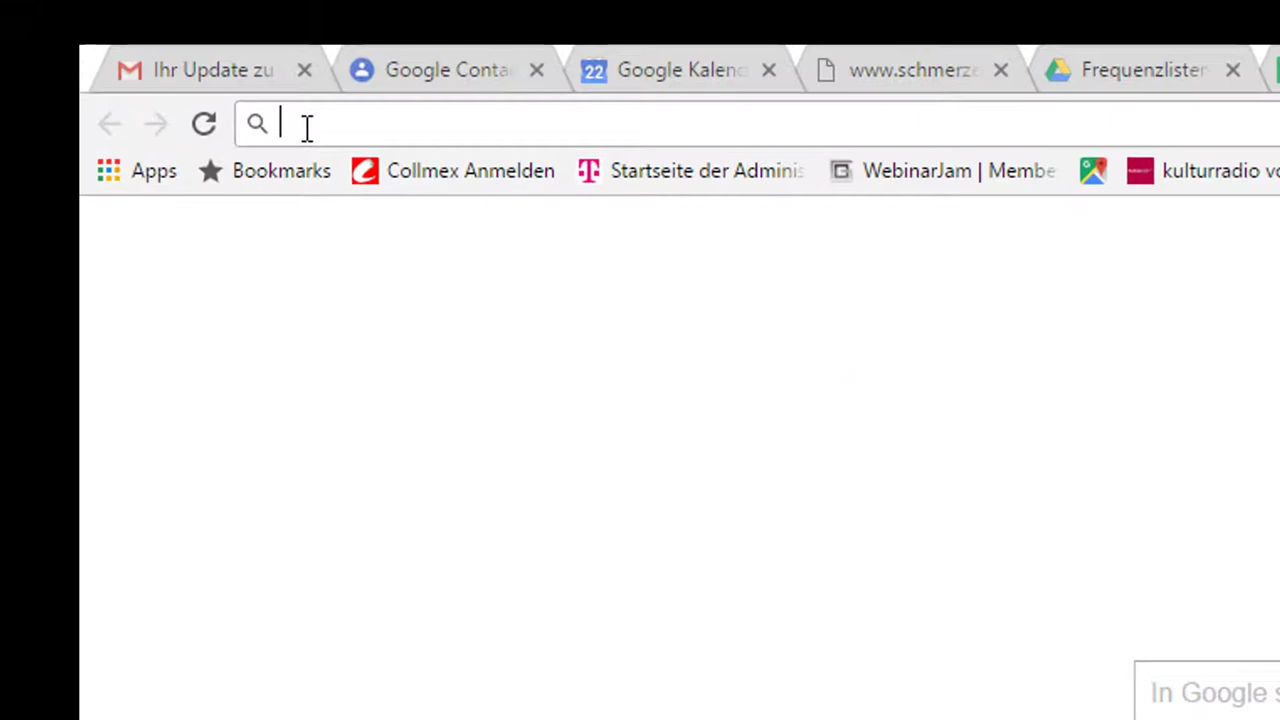 Ihr Update zu Google Conta Google Kalend www.schmerze Frequenzlisten
Apps Bookmarks Collmex Anmelden Startseite der Adminis WebinarJam | Membe kulturradio vo
22
In Google s